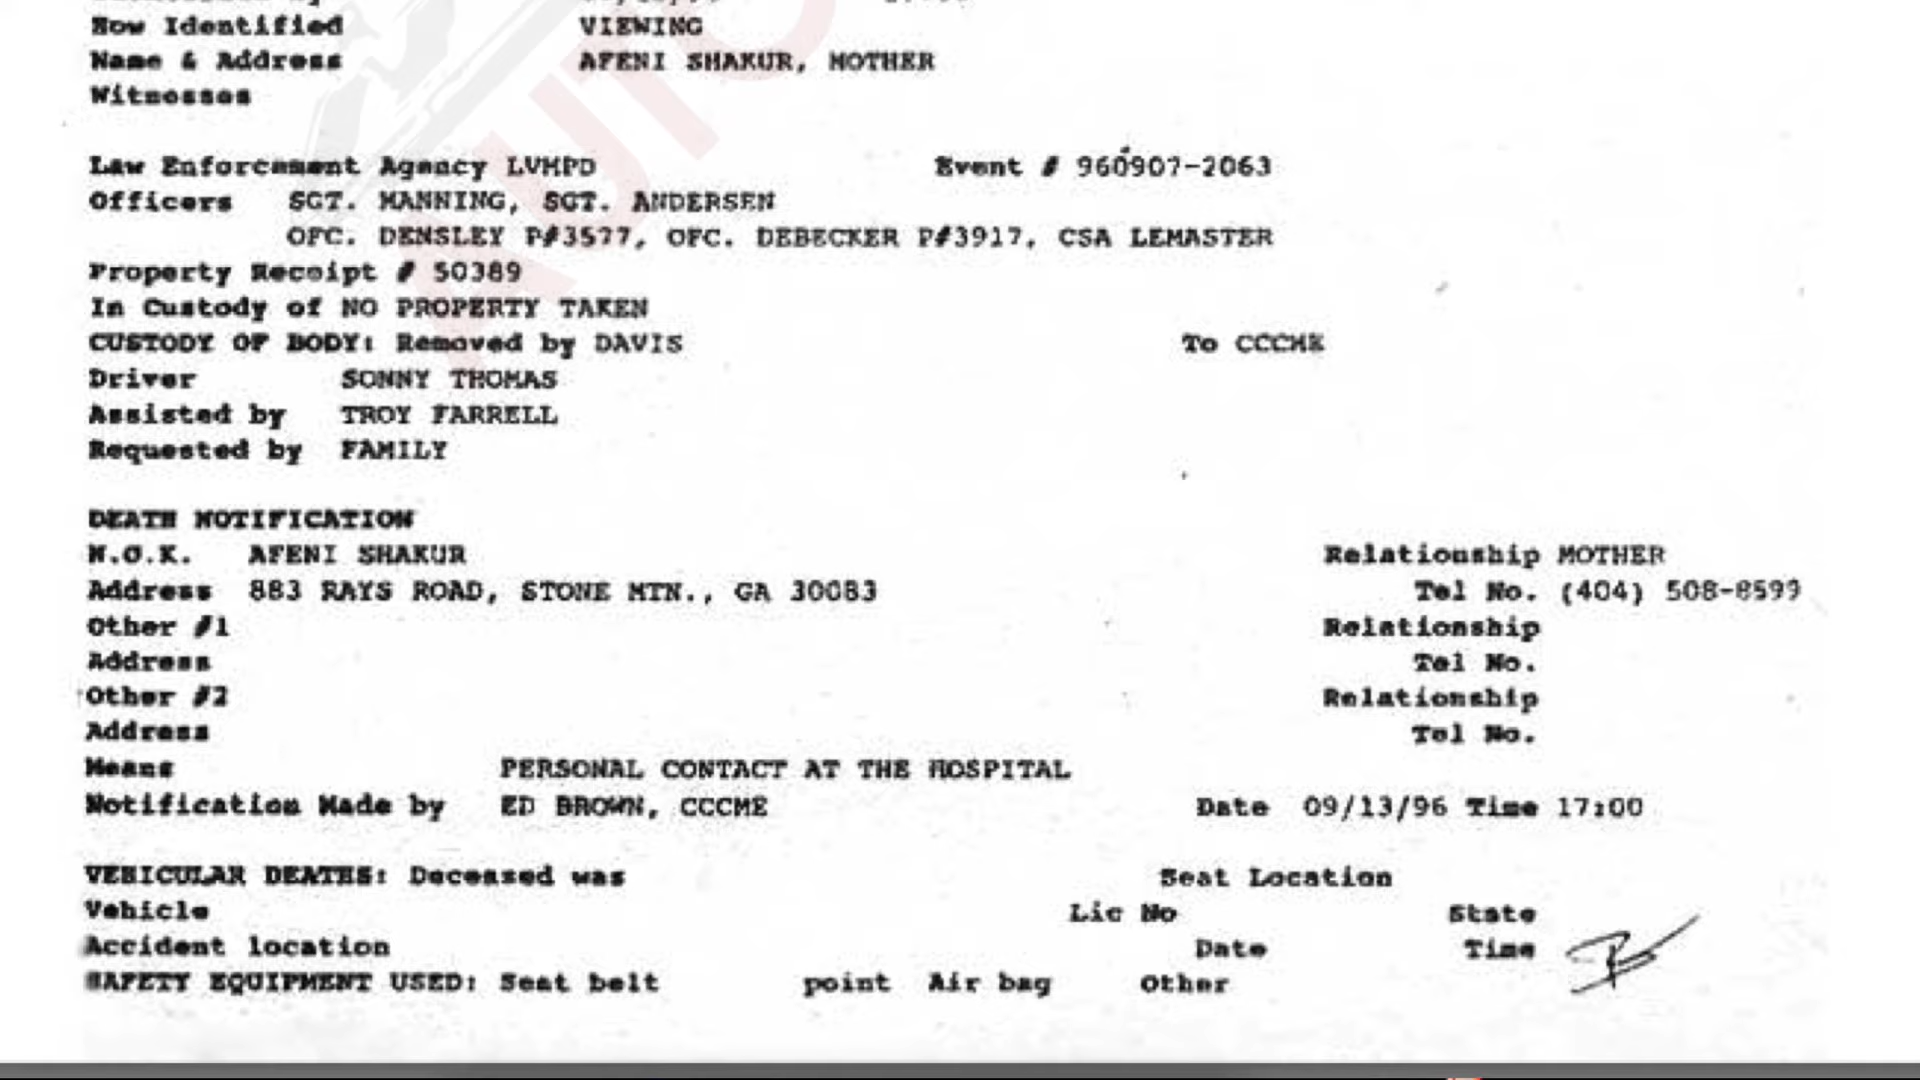 How Identified VIEWING
Name & Address AFENI SHAKUR, MOTHER
Witnesses
Law Enforcement Agency LVMPD Event # 960907-2063
Officers SGT. MANNING, SGT. ANDERSEN
OFC. DENSLEY P#3577, OFC. DEBECKER P#3917, CSA LEMASTER
Property Receipt # 50389
In Custody of NO PROPERTY TAKEN
CUSTODY OF BODY: Removed by DAVIS To CCCME
Driver SONNY THOMAS
Assisted by TROY FARRELL
Requested by FAMILY
DEATH NOTIFICATION
N.O.K. AFENI SHAKUR Relationship MOTHER
Address 883 RAYS ROAD, STONE MTN., GA 30083 Tel No. (404) 508-8599
Other #1 Relationship
Address Tel No.
Other #2 Relationship
Address Tel No.
Means PERSONAL CONTACT AT THE HOSPITAL
Notification Made by ED BROWN, CCCME Date 09/13/96 Time 17:00
VEHICULAR DEATHS: Deceased was Seat Location
Vehicle Lic No State
Accident location Date Time
SAFETY EQUIPMENT USED: Seat belt point Air bag Other